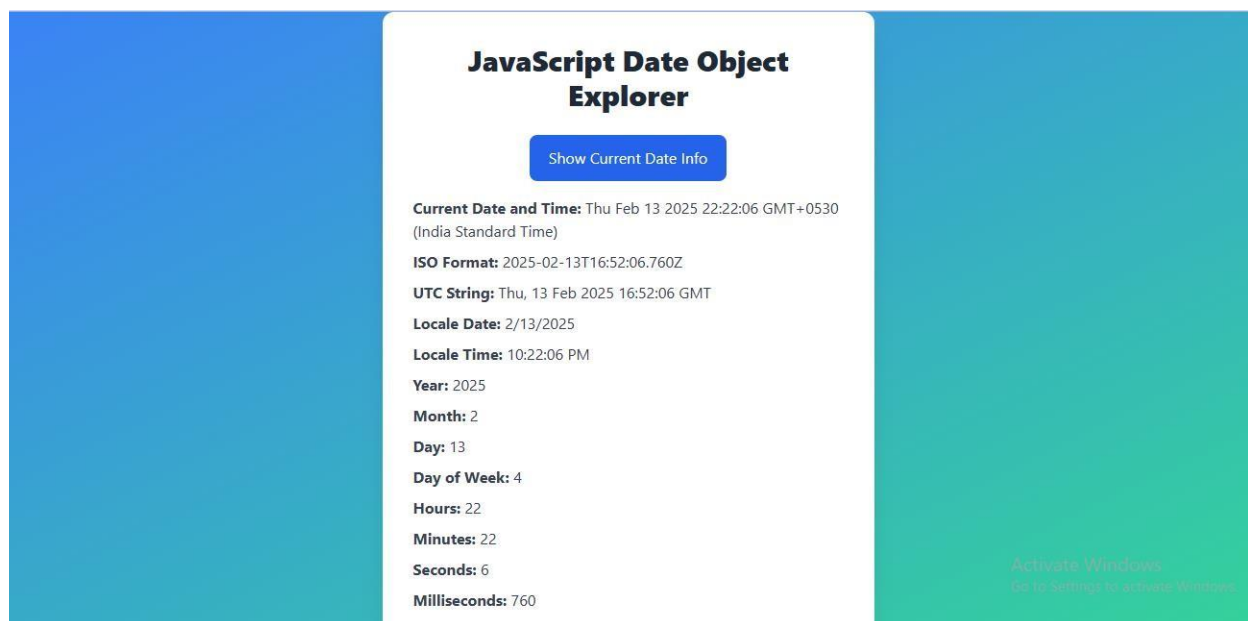 JavaScript Date Object
Explorer
Show Current Date Info
Current Date and Time: Thu Feb 13 2025 22:22:06 GMT+0530
(India Standard Time)
ISO Format: 2025-02-13T16:52:06.760Z
UTC String: Thu, 13 Feb 2025 16:52:06 GMT
Locale Date: 2/13/2025
Locale Time: 10:22:06 PM
Year: 2025
Month: 2
Day: 13
Day of Week: 4
Hours: 22
Minutes: 22
Seconds: 6
Milliseconds: 760
Activate Windows
Go to Settings to activate Windows.